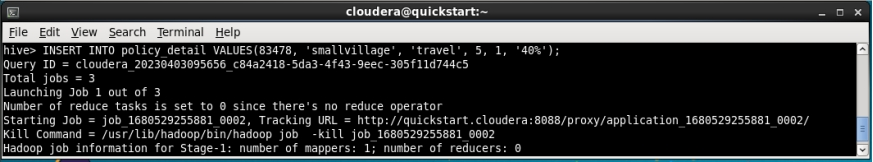 cloudera@quickstart:~
File Edit View Search Terminal Help
hive> INSERT INTO policy_detail VALUES(83478, 'smallvillage', 'travel', 5, 1, '40%');
Query ID = cloudera_20230403095656_c84a2418-5da3-4f43-9eec-305f11d744c5
Total jobs = 3
Launching Job 1 out of 3
Number of reduce tasks is set to 0 since there's no reduce operator
Starting Job = job_1680529255881_0002, Tracking URL = http://quickstart.cloudera:8088/proxy/application_1680529255881_0002/
Kill Command = /usr/lib/hadoop/bin/hadoop job  -kill job_1680529255881_0002
Hadoop job information for Stage-1: number of mappers: 1; number of reducers: 0